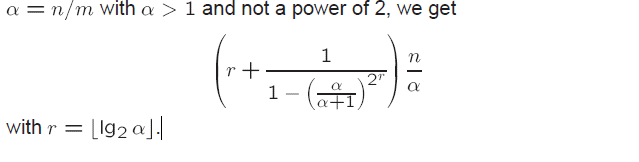 α = n/m with α > 1 and not a power of 2, we get
(r + 1 / (1 − (α/(α+1))^{2^r})) n/α
with r = ⌊lg₂ α⌋.